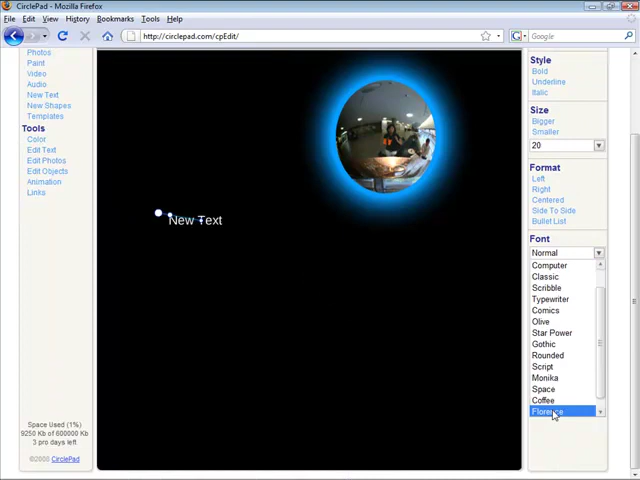 CirclePad - Mozilla Firefox
File Edit View History Bookmarks Tools Help
http://circlepad.com/cpEdit/
Google
Photos
Paint
Video
Audio
New Text
New Shapes
Templates
Tools
Color
Edit Text
Edit Photos
Edit Objects
Animation
Links
Space Used (1%)
9250 Kb of 600000 Kb
3 pro days left
©2008 CirclePad
New Text
Style
Bold
Underline
Italic
Size
Bigger
Smaller
20
Format
Left
Right
Centered
Side To Side
Bullet List
Font
Normal
Computer
Classic
Scribble
Typewriter
Comics
Olive
Star Power
Gothic
Rounded
Script
Monika
Space
Coffee
Florence